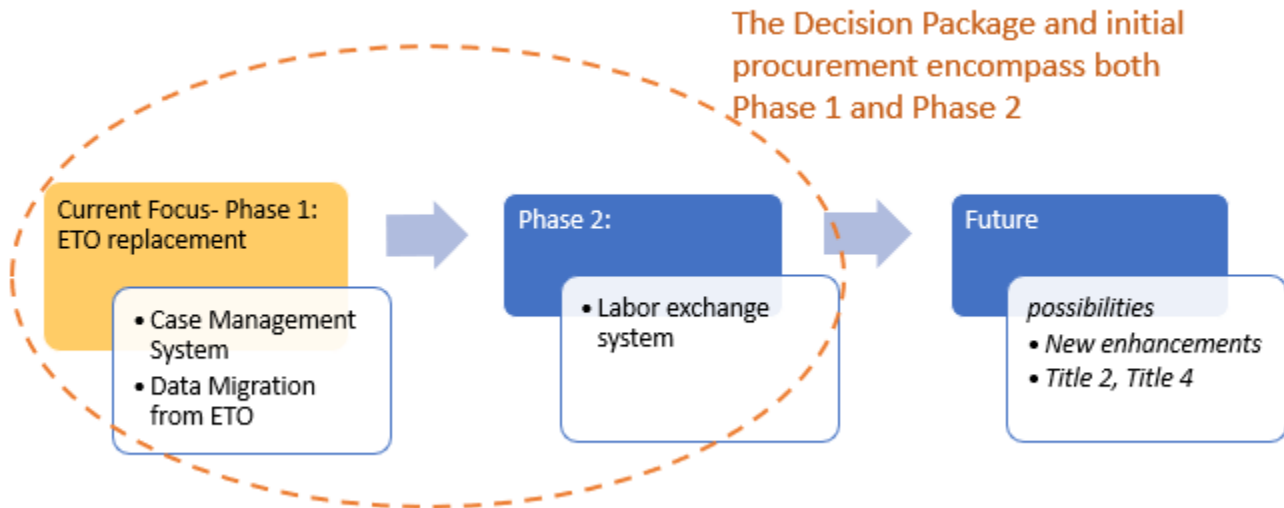 The Decision Package and initial
procurement encompass both
Phase 1 and Phase 2
Current Focus- Phase 1:
ETO replacement
• Case Management
System
• Data Migration
from ETO
Phase 2:
• Labor exchange
system
Future
possibilities
• New enhancements
• Title 2, Title 4